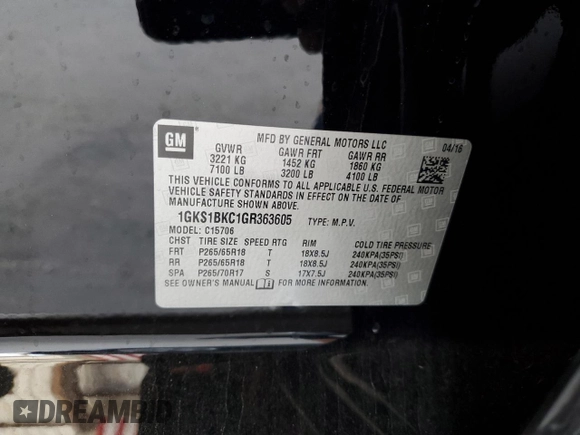 GM
MFD BY GENERAL MOTORS LLC
04/16
GVWR GAWR FRT GAWR RR
3221 KG 1452 KG 1860 KG
7100 LB 3200 LB 4100 LB
THIS VEHICLE CONFORMS TO ALL APPLICABLE U.S. FEDERAL MOTOR
VEHICLE SAFETY STANDARDS IN EFFECT ON THE DATE OF
MANUFACTURE SHOWN ABOVE.
1GKS1BKC1GR363605 TYPE: M.P.V.
MODEL: C15706
CHST TIRE SIZE SPEED RTG RIM COLD TIRE PRESSURE
FRT P265/65R18 T 18X8.5J 240KPA(35PSI)
RR P265/65R18 T 18X8.5J 240KPA(35PSI)
SPA P265/70R17 S 17X7.5J 240KPA(35PSI)
SEE OWNER'S MANUAL FOR MORE INFORMATION.
DREAMBID